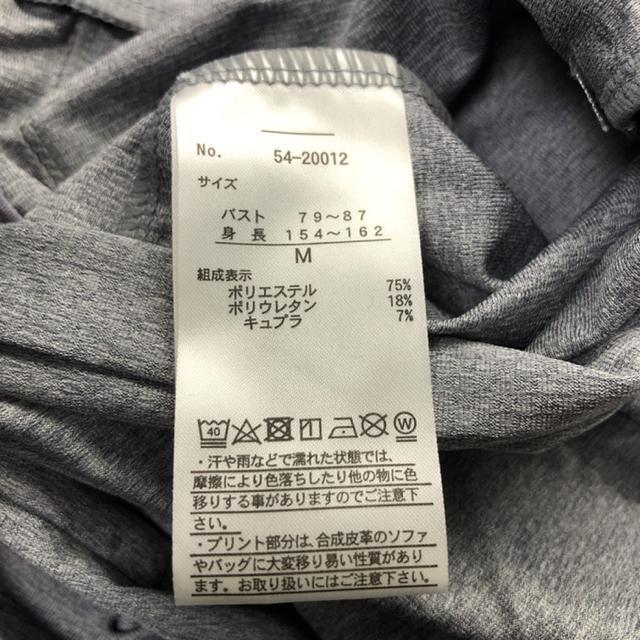 No. 54-20012
サイズ
バスト 79～87
身長 154～162
M
組成表示
ポリエステル 75%
ポリウレタン 18%
キュプラ 7%
40 W
・汗や雨などで濡れた状態では、
摩擦により色落ちしたり他の物に色
移りする事がありますのでご注意下
さい。
・プリント部分は、合成皮革のソファ
やバッグに大変移り易い性質があり
ます。お取り扱いにはご注意下さい。